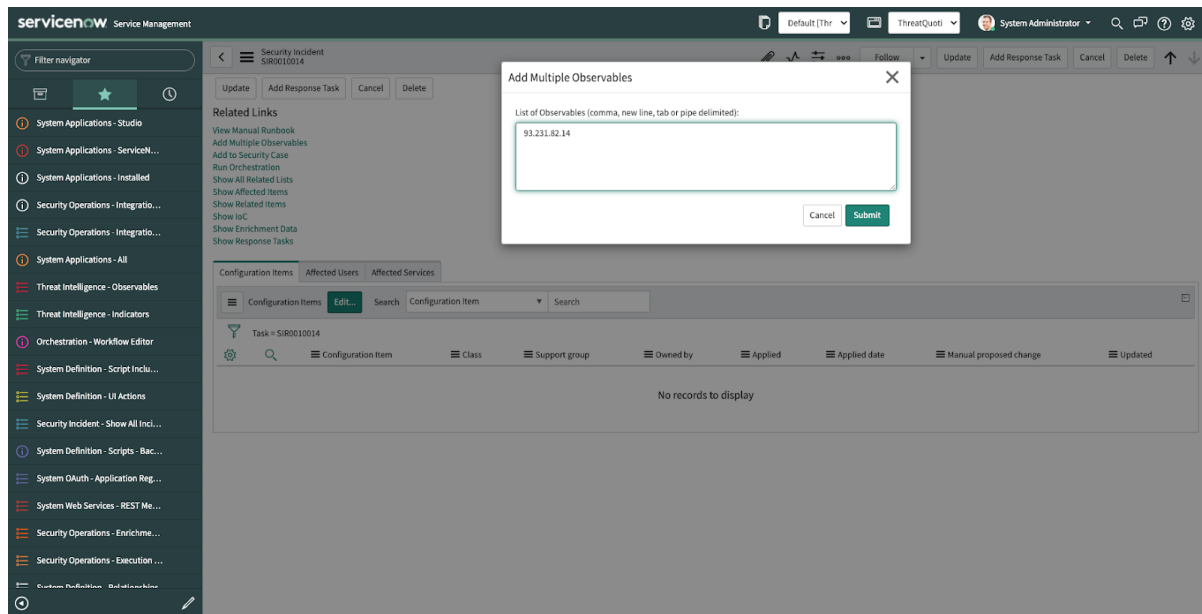 servicenow Service Management
Default [Thr
ThreatQuoti
System Administrator
Filter navigator
System Applications - Studio
System Applications - ServiceN...
System Applications - Installed
Security Operations - Integratio...
Security Operations - Integratio...
System Applications - All
Threat Intelligence - Observables
Threat Intelligence - Indicators
Orchestration - Workflow Editor
System Definition - Script Inclu...
System Definition - UI Actions
Security Incident - Show All Inci...
System Definition - Scripts - Bac...
System OAuth - Application Reg...
System Web Services - REST Me...
Security Operations - Enrichme...
Security Operations - Execution ...
System Definition - Relationships
Security Incident
SIR0010014
Follow
Update
Add Response Task
Cancel
Delete
Update
Add Response Task
Cancel
Delete
Related Links
View Manual Runbook
Add Multiple Observables
Add to Security Case
Run Orchestration
Show All Related Lists
Show Affected Items
Show Related Items
Show IoC
Show Enrichment Data
Show Response Tasks
Add Multiple Observables
List of Observables (comma, new line, tab or pipe delimited):
93.231.82.14
Cancel
Submit
Configuration Items
Affected Users
Affected Services
Configuration Items
Edit...
Search
Configuration Item
Search
Task = SIR0010014
Configuration Item
Class
Support group
Owned by
Applied
Applied date
Manual proposed change
Updated
No records to display